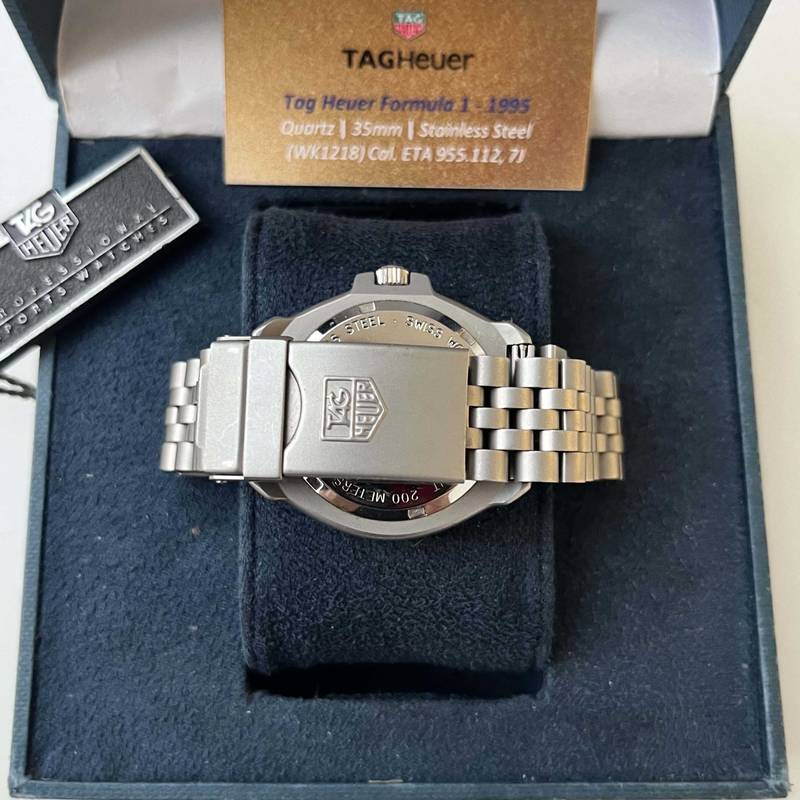 TAG
TAGHeuer
Tag Heuer Formula 1 - 1995
Quartz | 35mm | Stainless Steel
(WK1218) Cal. ETA 955.112, 7J
TAG
HEUER
PROFESSIONAL
SPORTS WATCHES
STEEL · SWISS
TAG
HEUER
200 METERS